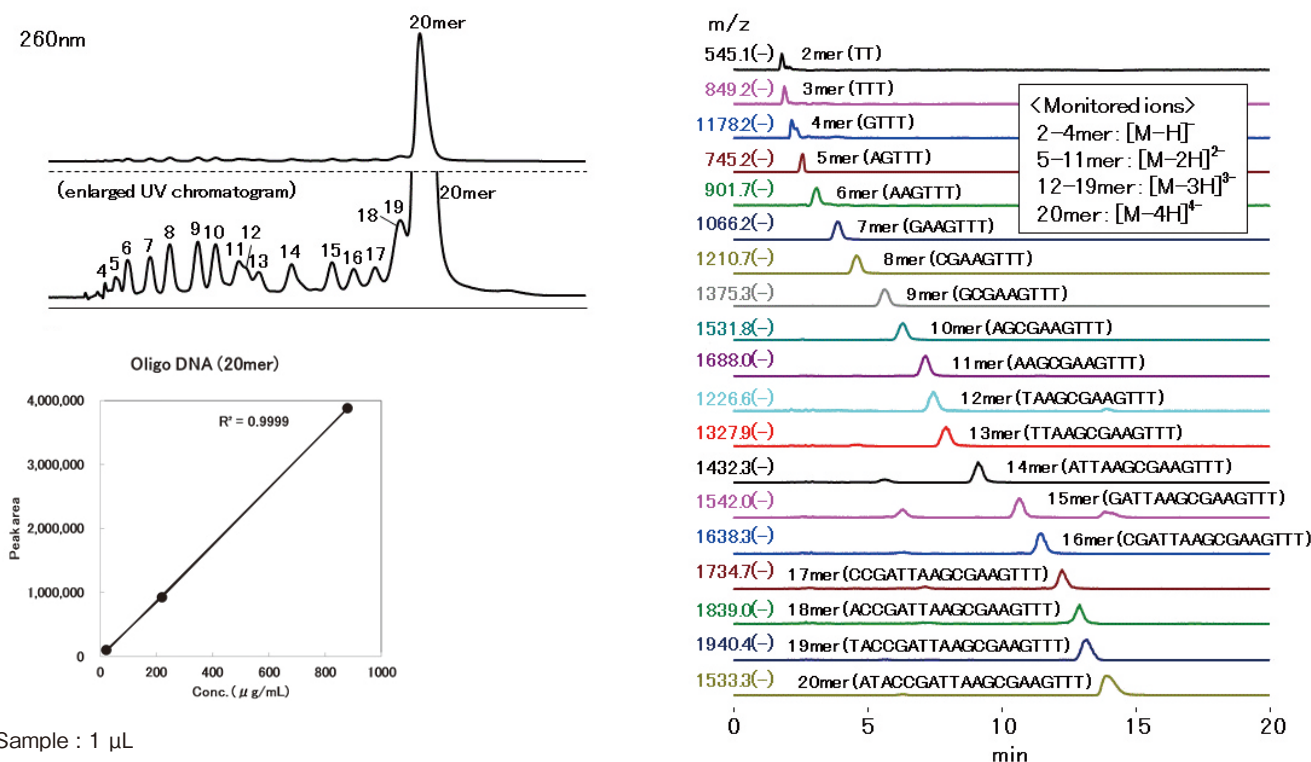 260nm
20mer
(enlarged UV chromatogram)
20mer
4
5
6
7
8
9
10
11
12
13
14
15
16
17
18
19
Oligo DNA (20mer)
4,000,000
3,000,000
2,000,000
1,000,000
0
R² = 0.9999
Peak area
0
200
400
600
800
1000
Conc. (μg/mL)
Sample : 1 μL
m/z
545.1(-) 2mer (TT)
849.2(-) 3mer (TTT)
1178.2(-) 4mer (GTTT)
745.2(-) 5mer (AGTTT)
901.7(-) 6mer (AAGTTT)
1066.2(-) 7mer (GAAGTTT)
1210.7(-) 8mer (CGAAGTTT)
1375.3(-) 9mer (GCGAAGTTT)
1531.8(-) 10mer (AGCGAAGTTT)
1688.0(-) 11mer (AAGCGAAGTTT)
1226.6(-) 12mer (TAAGCGAAGTTT)
1327.9(-) 13mer (TTAAGCGAAGTTT)
1432.3(-) 14mer (ATTAAGCGAAGTTT)
1542.0(-) 15mer (GATTAAGCGAAGTTT)
1638.3(-) 16mer (CGATTAAGCGAAGTTT)
1734.7(-) 17mer (CCGATTAAGCGAAGTTT)
1839.0(-) 18mer (ACCGATTAAGCGAAGTTT)
1940.4(-) 19mer (TACCGATTAAGCGAAGTTT)
1533.3(-) 20mer (ATACCGATTAAGCGAAGTTT)
<Monitored ions>
2-4mer: [M-H]⁻
5-11mer: [M-2H]²⁻
12-19mer: [M-3H]³⁻
20mer: [M-4H]⁴⁻
0 5 10 15 20
min